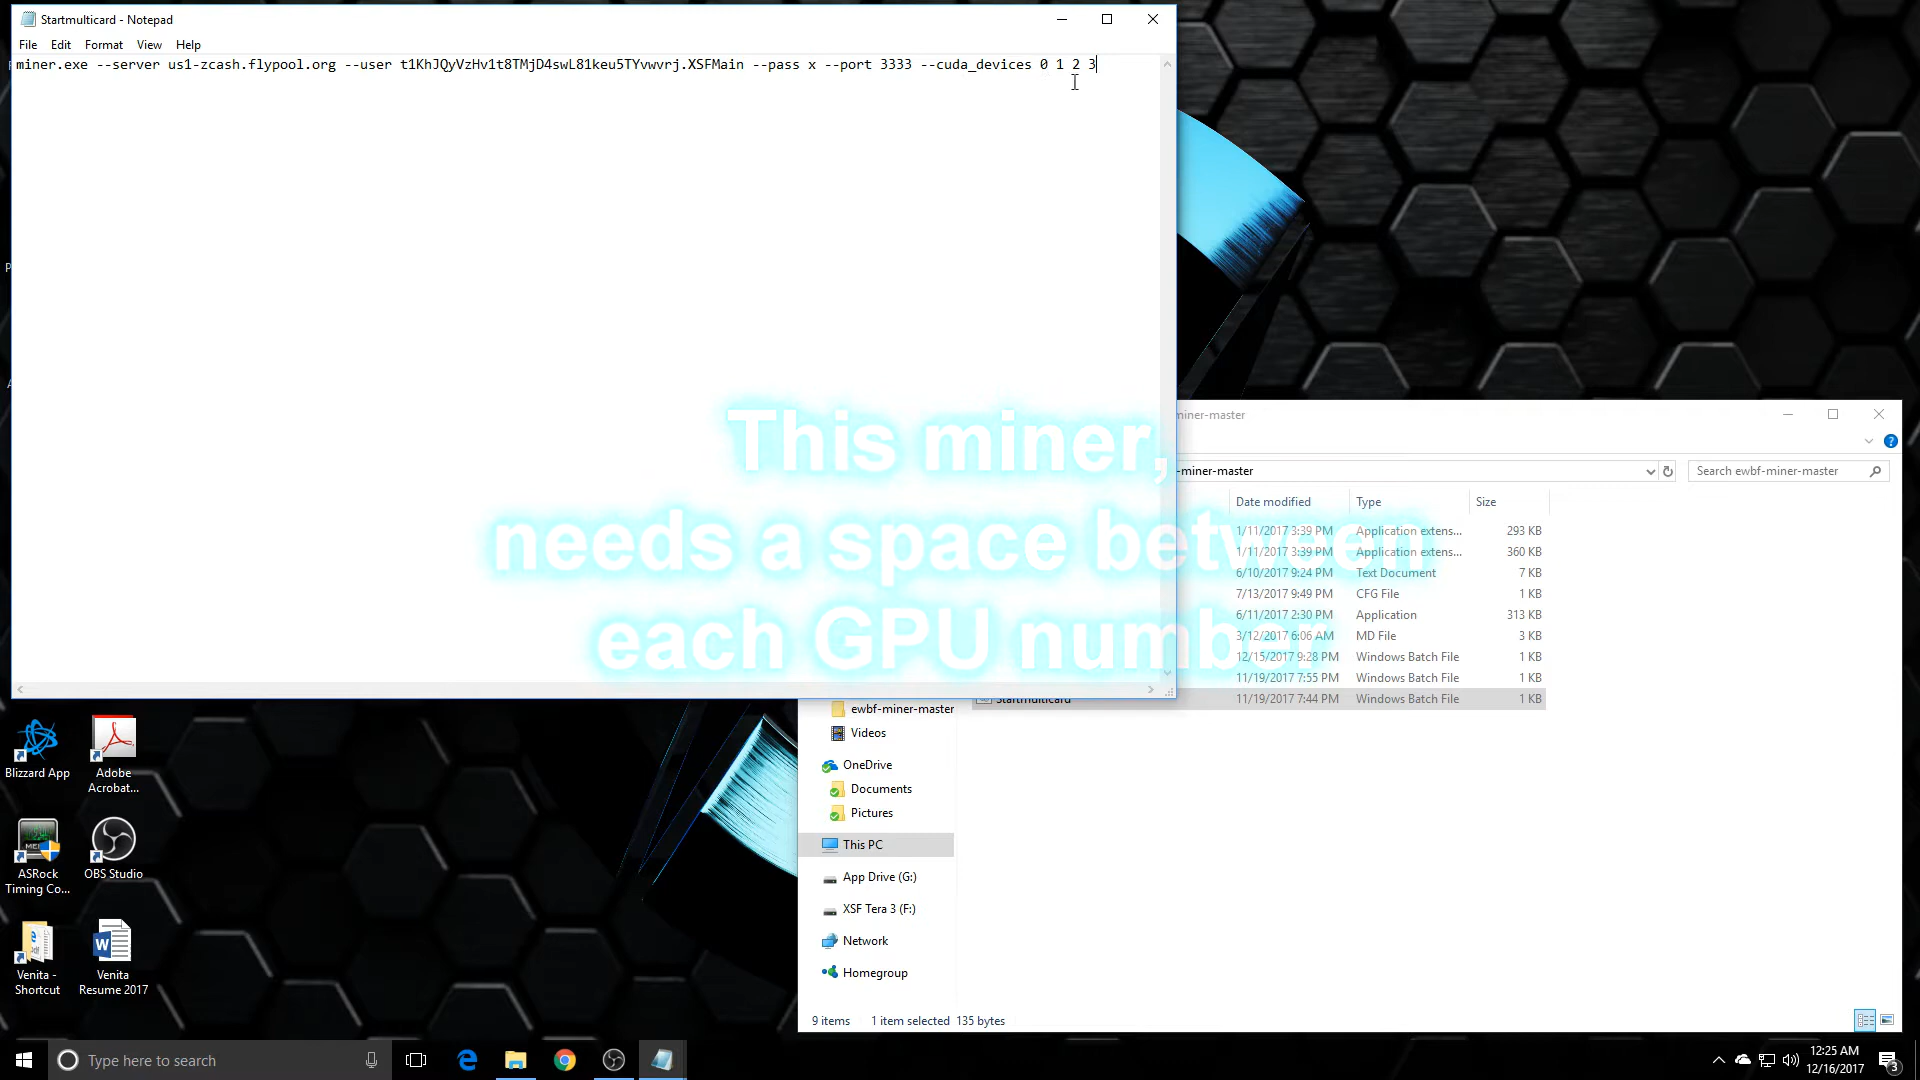 Startmulticard - Notepad
File Edit Format View Help
miner.exe --server us1-zcash.flypool.org --user t1KhJQyVzHv1t8TMjD4swL81keu5TYvwvrj.XSFMain --pass x --port 3333 --cuda_devices 0 1 2 3
This miner,
needs a space between
each GPU number
miner-master
-miner-master
Search ewbf-miner-master
Date modified Type Size
1/11/2017 3:39 PM Application extens... 293 KB
1/11/2017 3:39 PM Application extens... 360 KB
6/10/2017 9:24 PM Text Document 7 KB
7/13/2017 9:49 PM CFG File 1 KB
6/11/2017 2:30 PM Application 313 KB
3/12/2017 6:06 AM MD File 3 KB
12/15/2017 9:28 PM Windows Batch File 1 KB
11/19/2017 7:55 PM Windows Batch File 1 KB
Startmulticard 11/19/2017 7:44 PM Windows Batch File 1 KB
ewbf-miner-master
Videos
OneDrive
Documents
Pictures
This PC
App Drive (G:)
XSF Tera 3 (F:)
Network
Homegroup
9 items 1 item selected 135 bytes
Blizzard App
Adobe
Acrobat...
ASRock
Timing Co...
OBS Studio
Venita -
Shortcut
Venita
Resume 2017
Type here to search
12:25 AM
12/16/2017
3